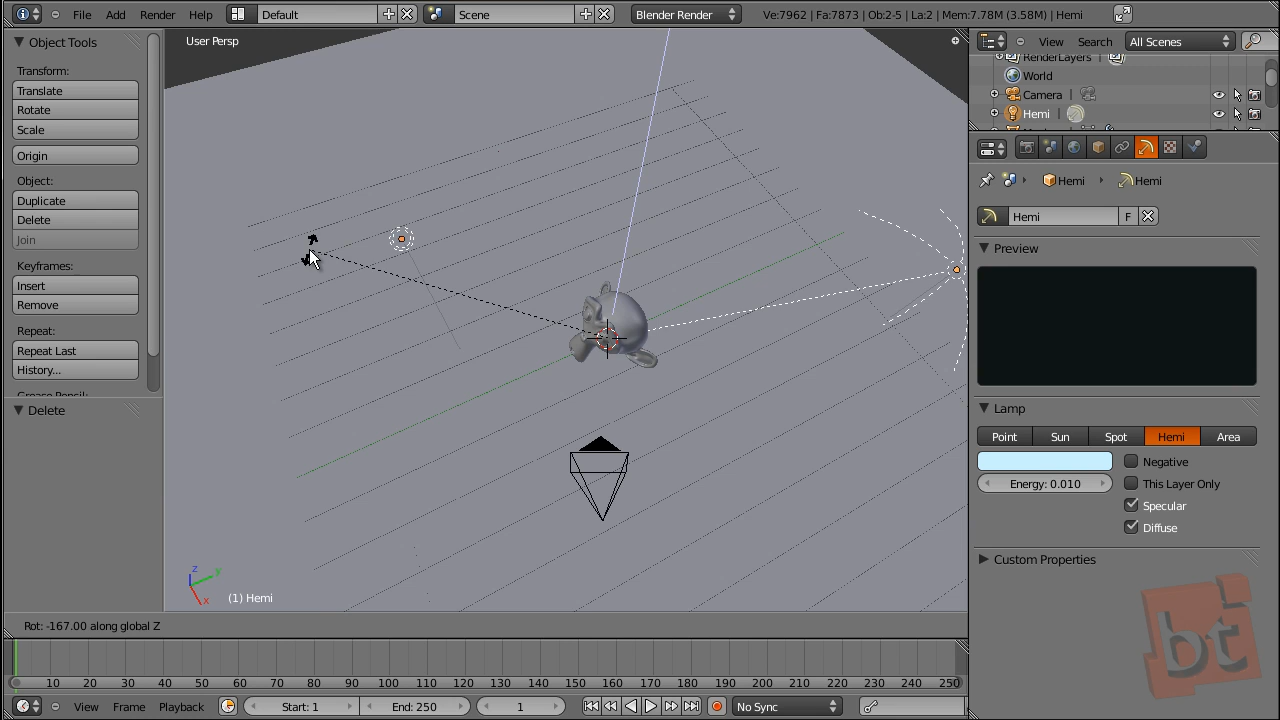 File Add Render Help Default Scene Blender Render Ve:7962 | Fa:7873 | Ob:2-5 | La:2 | Mem:7.78M (3.58M) | Hemi
Object Tools
Transform:
Translate
Rotate
Scale
Origin
Object:
Duplicate
Delete
Join
Keyframes:
Insert
Remove
Repeat:
Repeat Last
History...
Grease Pencil:
Delete
User Persp
z
y
x
(1) Hemi
Rot: -167.00 along global Z
View Search All Scenes
RenderLayers |
World
Camera |
Hemi |
Hemi Hemi
Hemi F
Preview
Lamp
Point Sun Spot Hemi Area
Negative
Energy: 0.010 This Layer Only
Specular
Diffuse
Custom Properties
bt
10 20 30 40 50 60 70 80 90 100 110 120 130 140 150 160 170 180 190 200 210 220 230 240 250
View Frame Playback Start: 1 End: 250 1 No Sync